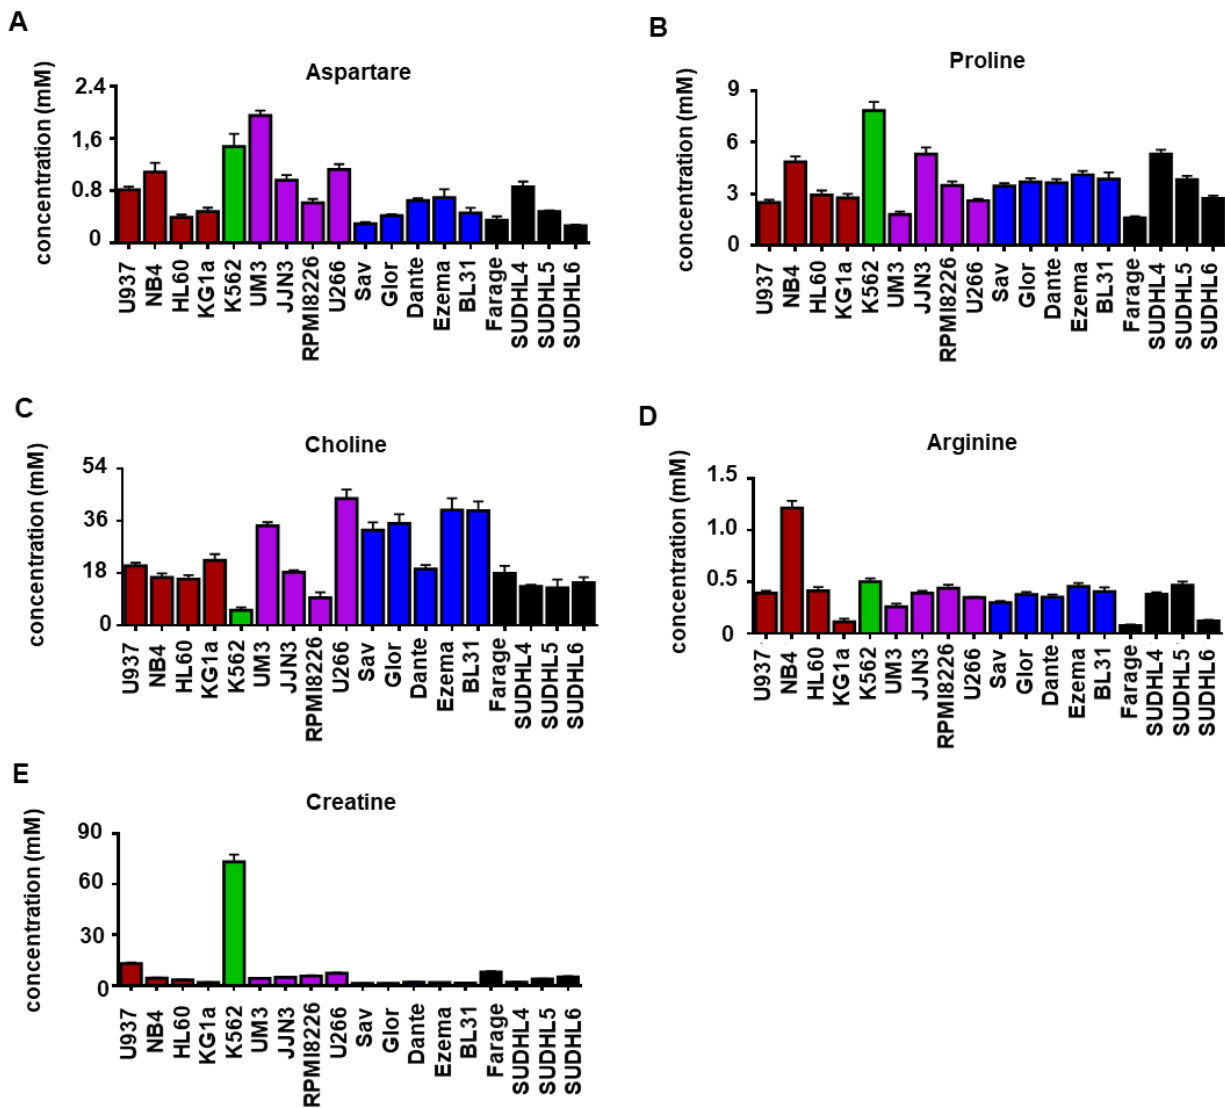 A
Aspartare
concentration (mM)
2.4
1,6
0.8
0
U937
NB4
HL60
KG1a
K562
UM3
JJN3
RPMI8226
U266
Sav
Glor
Dante
Ezema
BL31
Farage
SUDHL4
SUDHL5
SUDHL6
B
Proline
concentration (mM)
9
6
3
0
U937
NB4
HL60
KG1a
K562
UM3
JJN3
RPMI8226
U266
Sav
Glor
Dante
Ezema
BL31
Farage
SUDHL4
SUDHL5
SUDHL6
C
Choline
concentration (mM)
54
36
18
0
U937
NB4
HL60
KG1a
K562
UM3
JJN3
RPMI8226
U266
Sav
Glor
Dante
Ezema
BL31
Farage
SUDHL4
SUDHL5
SUDHL6
D
Arginine
concentration (mM)
1.5
1.0
0.5
0
U937
NB4
HL60
KG1a
K562
UM3
JJN3
RPMI8226
U266
Sav
Glor
Dante
Ezema
BL31
Farage
SUDHL4
SUDHL5
SUDHL6
E
Creatine
concentration (mM)
90
60
30
0
U937
NB4
HL60
KG1a
K562
UM3
JJN3
RPMI8226
U266
Sav
Glor
Dante
Ezema
BL31
Farage
SUDHL4
SUDHL5
SUDHL6